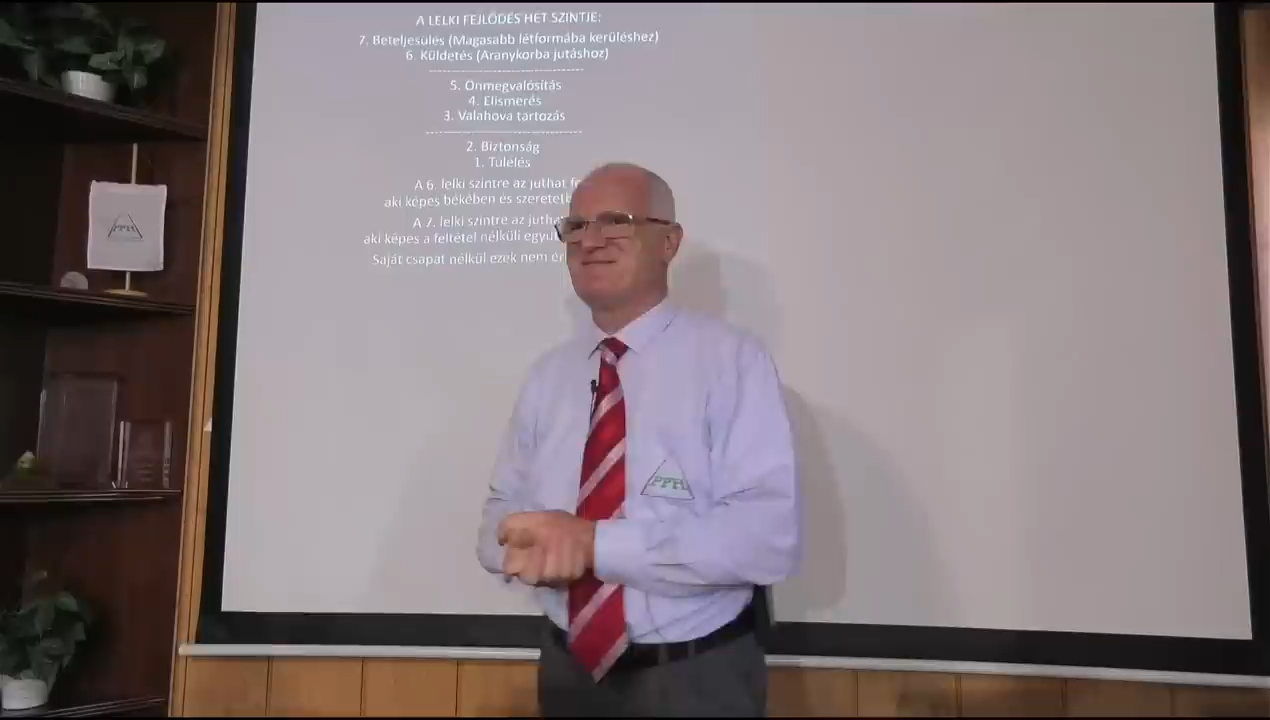 A LELKI FEJLŐDÉS HÉT SZINTJE:
7. Beteljesülés (Magasabb létformába kerüléshez)
6. Küldetés (Aranykorba jutáshoz)
5. Önmegvalósítás
4. Elismerés
3. Valahova tartozás
2. Biztonság
1. Túlélés
A 6. lelki szintre az juthat
aki képes békében és
A 7. lelki szintre az
aki képes a feltétel nélküli
Saját csapat nélkül ezek nem
PPH